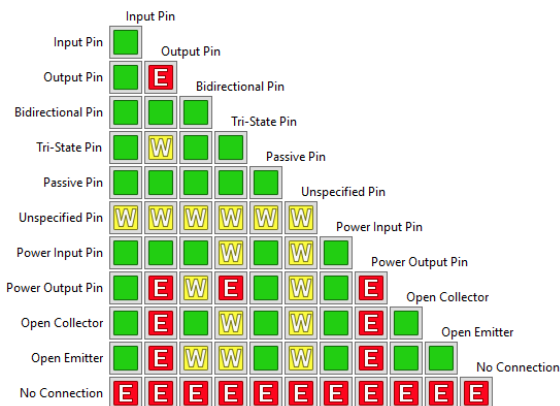 Input Pin
Input Pin
Output Pin
Output Pin E
Bidirectional Pin
Bidirectional Pin
Tri-State Pin
Tri-State Pin W
Passive Pin
Passive Pin
Unspecified Pin
Unspecified Pin W W W W W W
Power Input Pin
Power Input Pin W W
Power Output Pin
Power Output Pin E W E W E
Open Collector
Open Collector E W W E
Open Emitter
Open Emitter E W W W E
No Connection
No Connection E E E E E E E E E E E